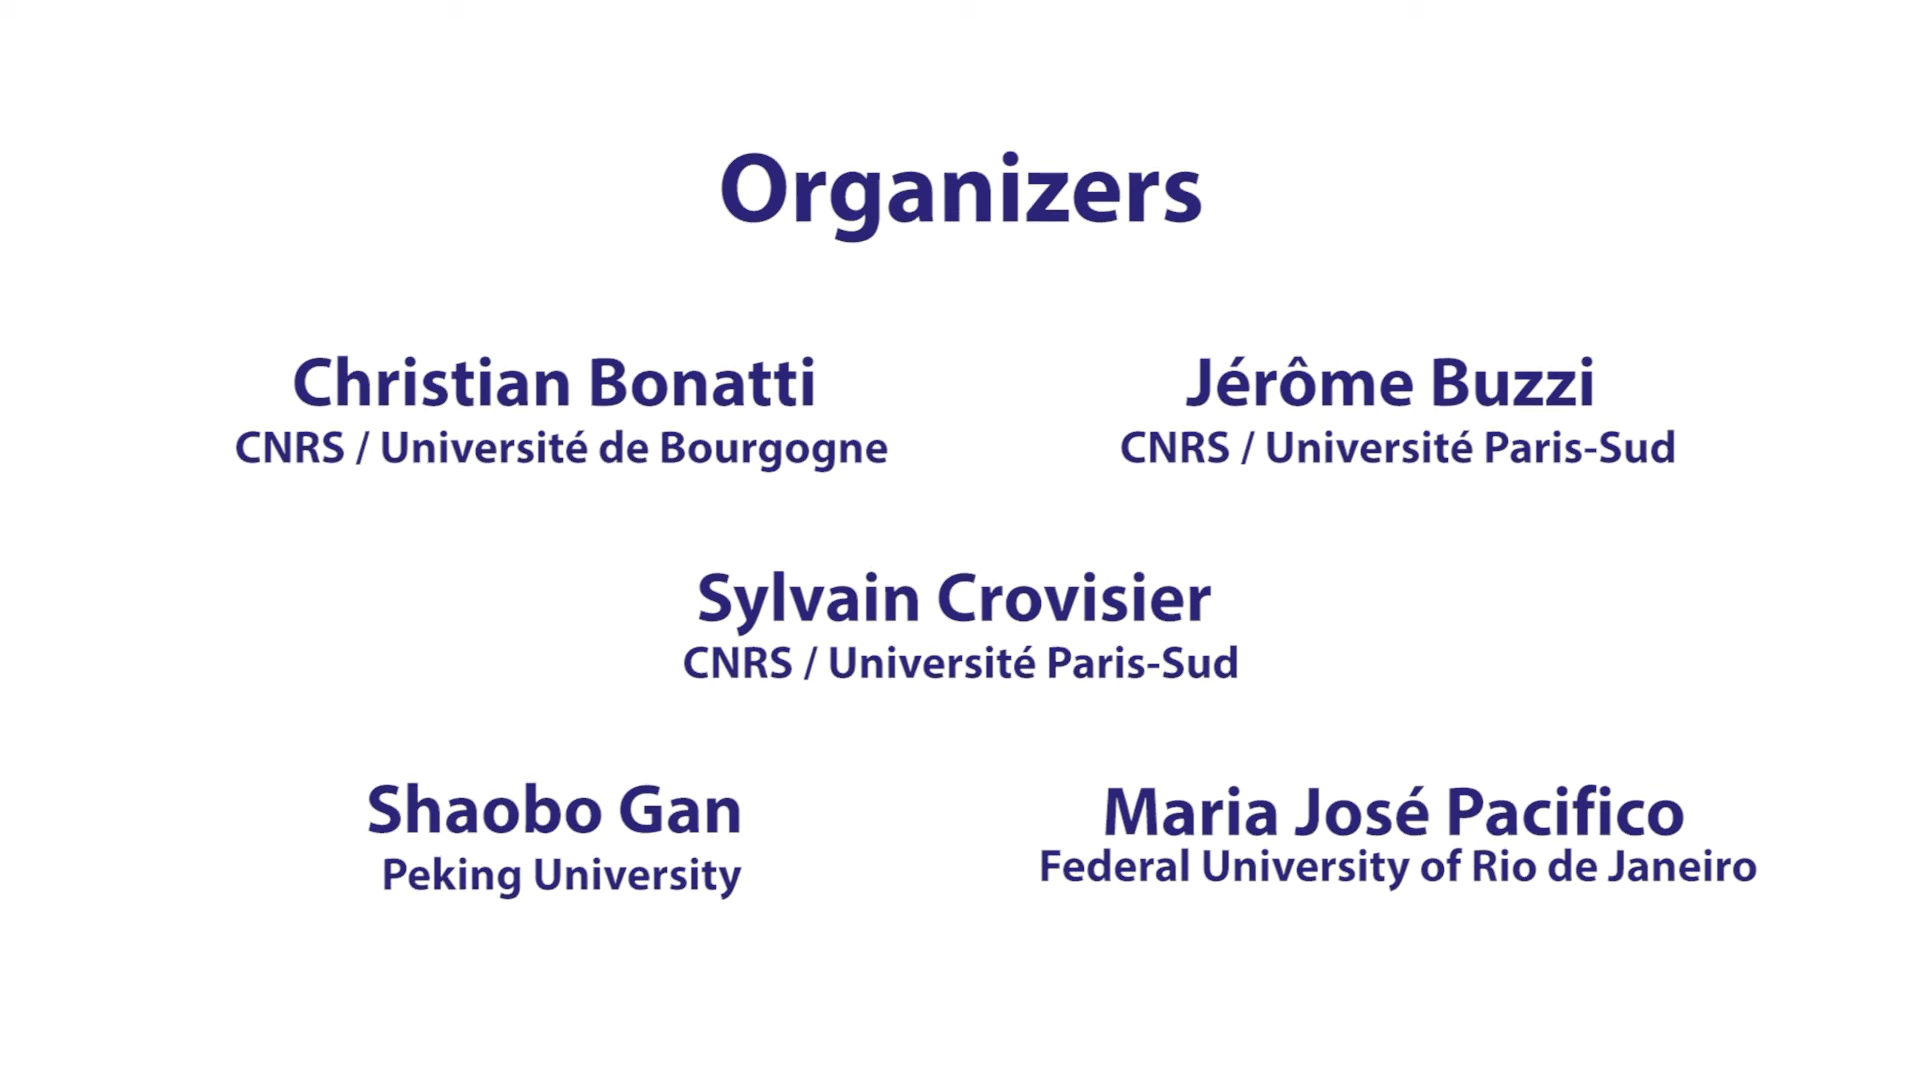 Organizers
Christian Bonatti
CNRS / Université de Bourgogne
Jérôme Buzzi
CNRS / Université Paris-Sud
Sylvain Crovisier
CNRS / Université Paris-Sud
Shaobo Gan
Peking University
Maria José Pacifico
Federal University of Rio de Janeiro